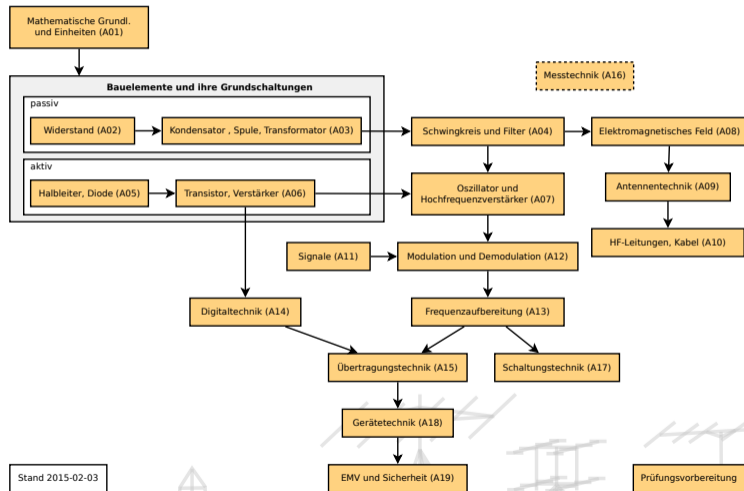 Mathematische Grundl.
und Einheiten (A01)
Bauelemente und ihre Grundschaltungen
Messtechnik (A16)
passiv
Widerstand (A02)
Kondensator , Spule, Transformator (A03)
Schwingkreis und Filter (A04)
Elektromagnetisches Feld (A08)
aktiv
Halbleiter, Diode (A05)
Transistor, Verstärker (A06)
Oszillator und
Hochfrequenzverstärker (A07)
Antennentechnik (A09)
HF-Leitungen, Kabel (A10)
Signale (A11)
Modulation und Demodulation (A12)
Digitaltechnik (A14)
Frequenzaufbereitung (A13)
Übertragungstechnik (A15)
Schaltungstechnik (A17)
Gerätetechnik (A18)
Stand 2015-02-03
EMV und Sicherheit (A19)
Prüfungsvorbereitung